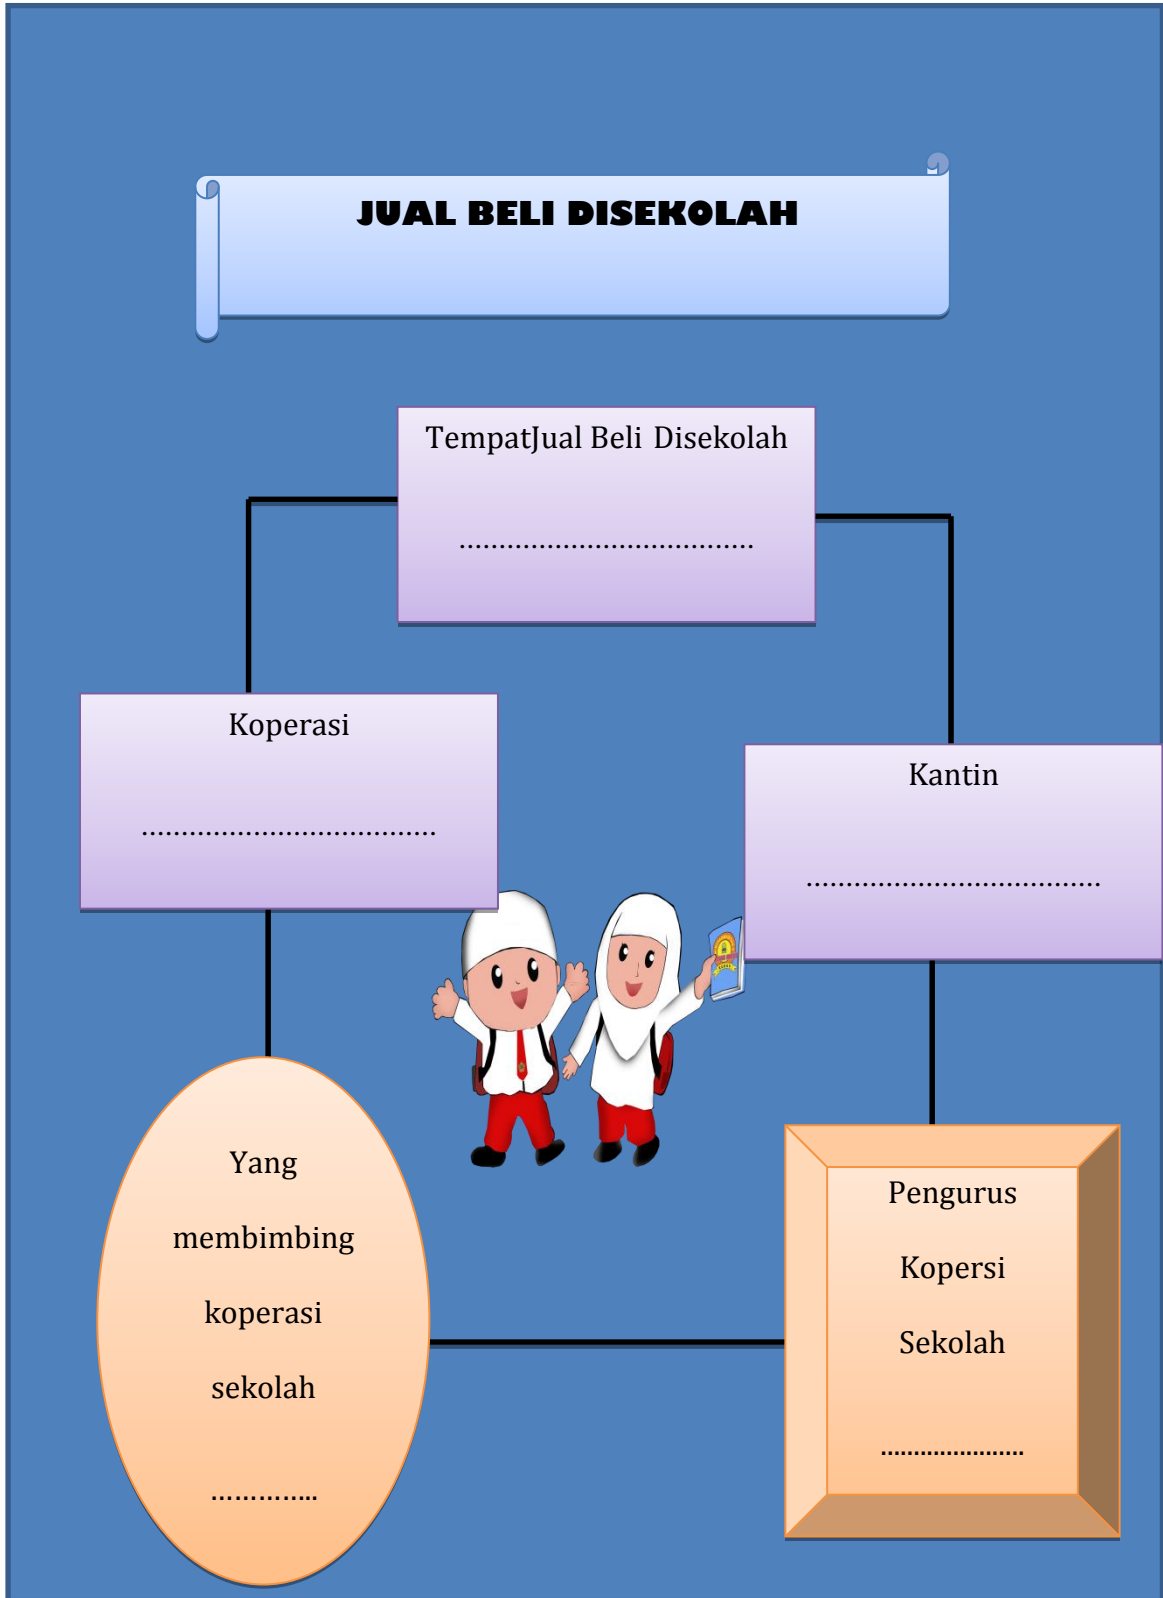 JUAL BELI DISEKOLAH
TempatJual Beli Disekolah
.....................................
Koperasi
.....................................
Kantin
.....................................
Yang
membimbing
koperasi
sekolah
…………..
Pengurus
Kopersi
Sekolah
......................